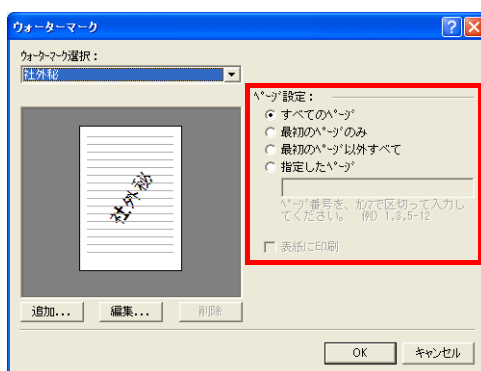 ウォーターマーク
ウォーターマーク選択：
社外秘
ページ設定：
すべてのページ
最初のページのみ
最初のページ以外すべて
指定したページ
ページ番号を、カンマで区切って入力し
てください。 例) 1,3,5-12
表紙に印刷
社外秘
追加...
編集...
削除
OK
キャンセル